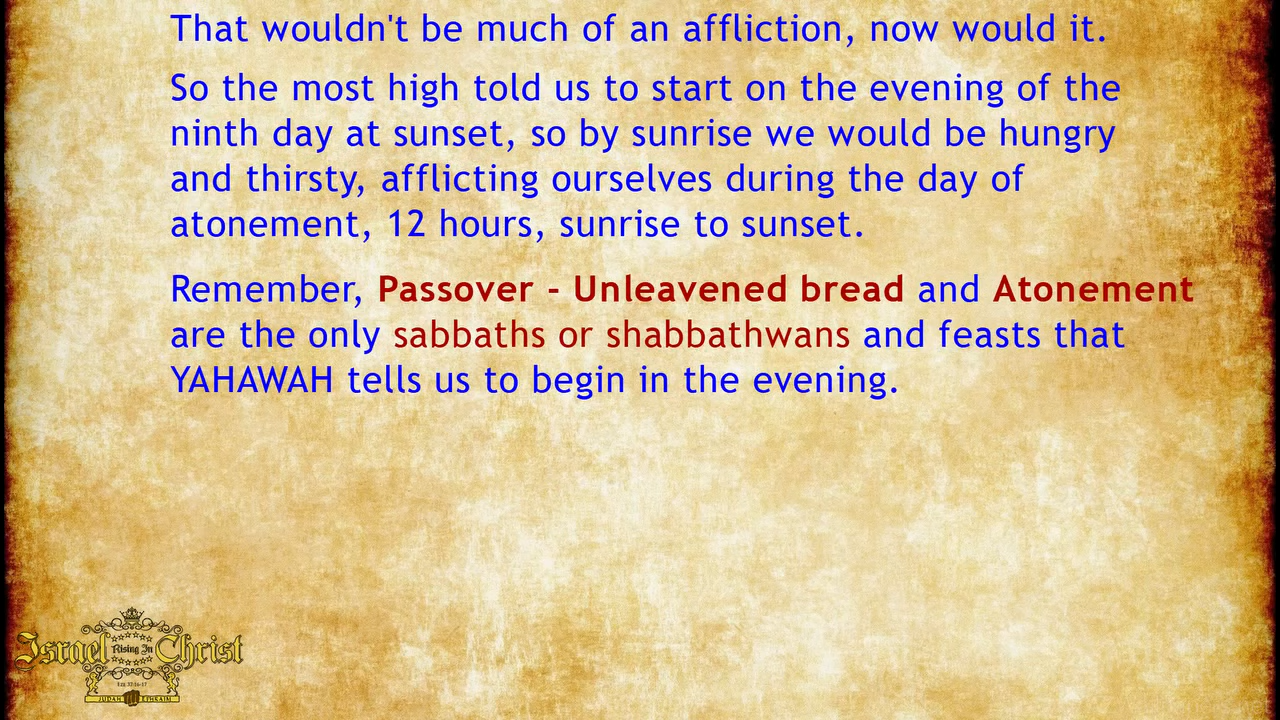 That wouldn't be much of an affliction, now would it.
So the most high told us to start on the evening of the
ninth day at sunset, so by sunrise we would be hungry
and thirsty, afflicting ourselves during the day of
atonement, 12 hours, sunrise to sunset.
Remember, Passover - Unleavened bread and Atonement
are the only sabbaths or shabbathwans and feasts that
YAHAWAH tells us to begin in the evening.
Israel Rising In Christ
JUDAH EPHRAIM